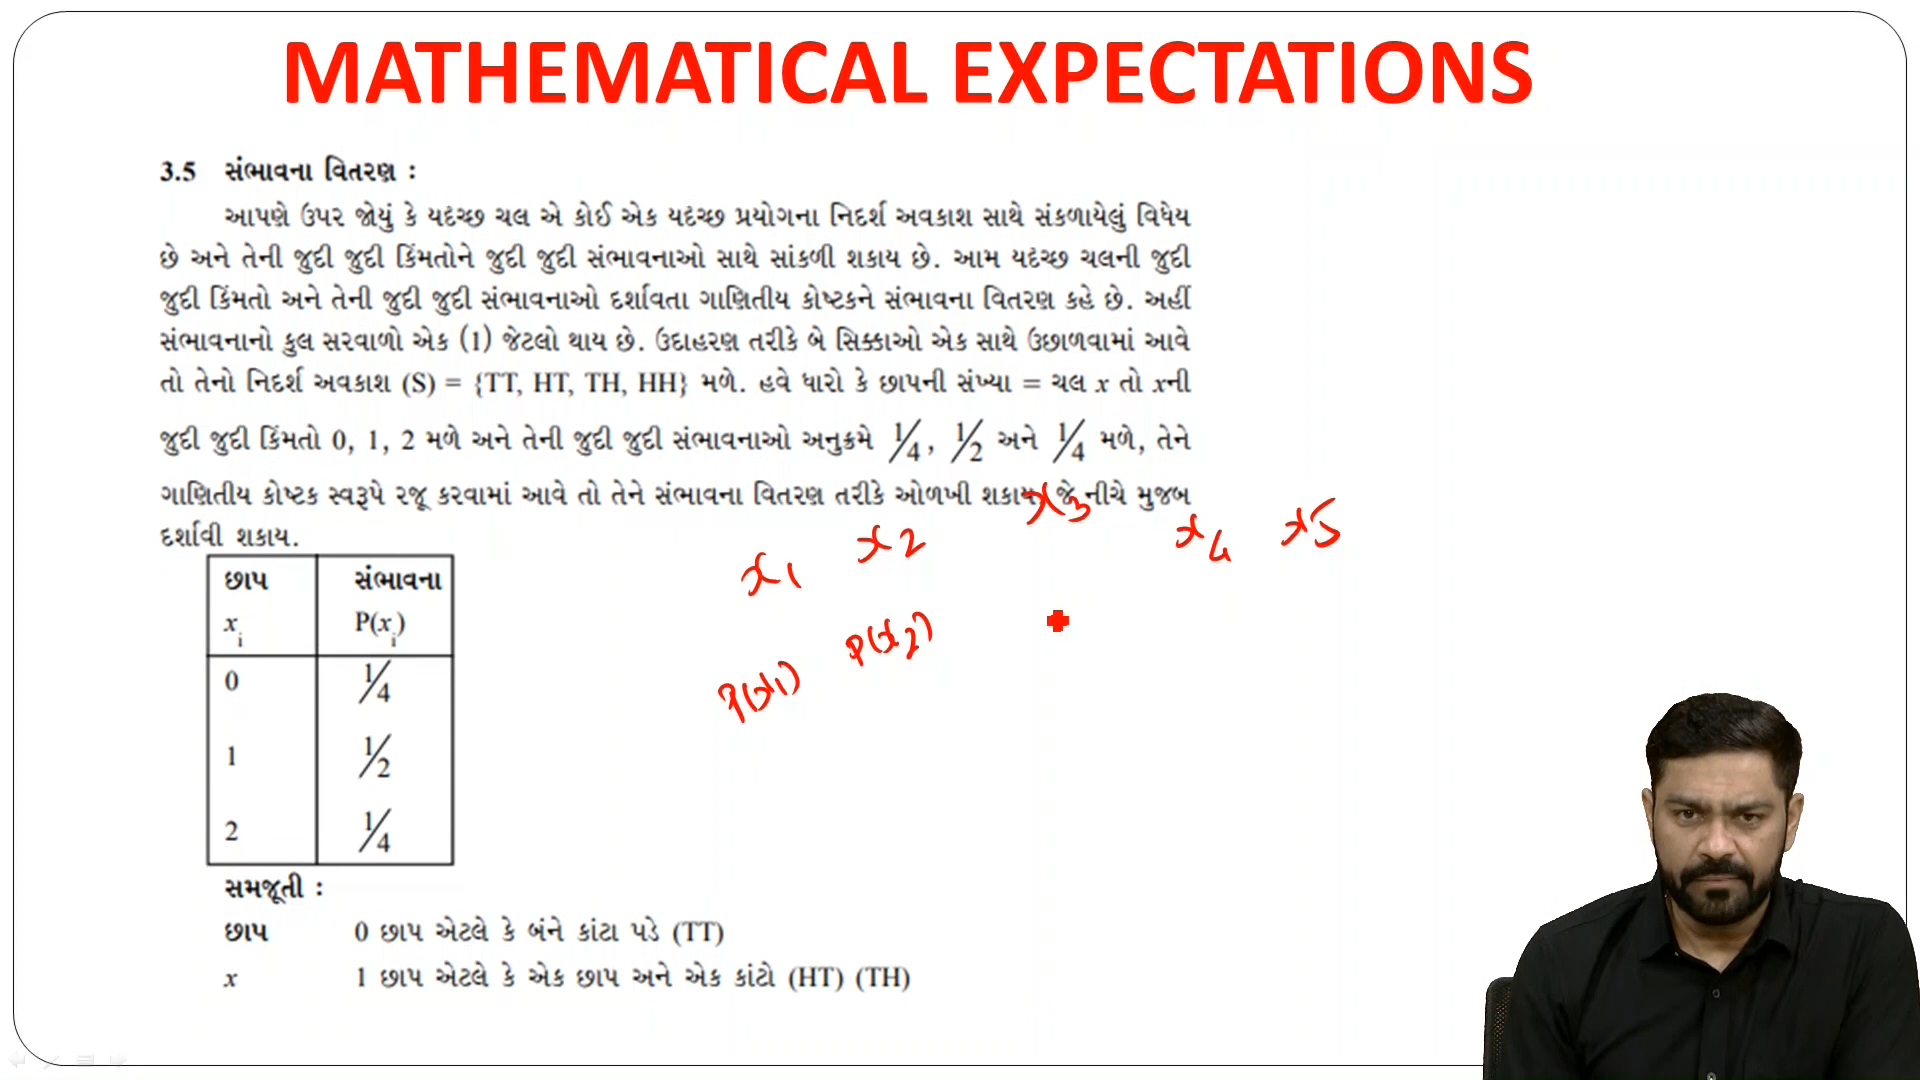 MATHEMATICAL EXPECTATIONS
3.5 સંભાવના વિતરણ :
આપણે ઉપર જોયું કે યદૃચ્છ ચલ એ કોઈ એક યદૃચ્છ પ્રયોગના નિદર્શ અવકાશ સાથે સંકળાયેલું વિધેય
છે અને તેની જુદી જુદી કિંમતોને જુદી જુદી સંભાવનાઓ સાથે સાંકળી શકાય છે. આમ યદૃચ્છ ચલની જુદી
જુદી કિંમતો અને તેની જુદી જુદી સંભાવનાઓ દર્શાવતા ગાણિતીય કોષ્ટકને સંભાવના વિતરણ કહે છે. અહીં
સંભાવનાનો કુલ સરવાળો એક (1) જેટલો થાય છે. ઉદાહરણ તરીકે બે સિક્કાઓ એક સાથે ઉછાળવામાં આવે
તો તેનો નિદર્શ અવકાશ (S) = {TT, HT, TH, HH} મળે. હવે ધારો કે છાપની સંખ્યા = ચલ x તો xની
જુદી જુદી કિંમતો 0, 1, 2 મળે અને તેની જુદી જુદી સંભાવનાઓ અનુક્રમે 1/4, 1/2 અને 1/4 મળે, તેને
ગાણિતીય કોષ્ટક સ્વરૂપે રજૂ કરવામાં આવે તો તેને સંભાવના વિતરણ તરીકે ઓળખી શકાય. જે નીચે મુજબ
દર્શાવી શકાય.
x1 x2 x3 x4 x5
P(x1) P(x2)
છાપ સંભાવના
xi P(xi)
0 1/4
1 1/2
2 1/4
સમજૂતી :
છાપ 0 છાપ એટલે કે બંને કાંટા પડે (TT)
x 1 છાપ એટલે કે એક છાપ અને એક કાંટો (HT) (TH)